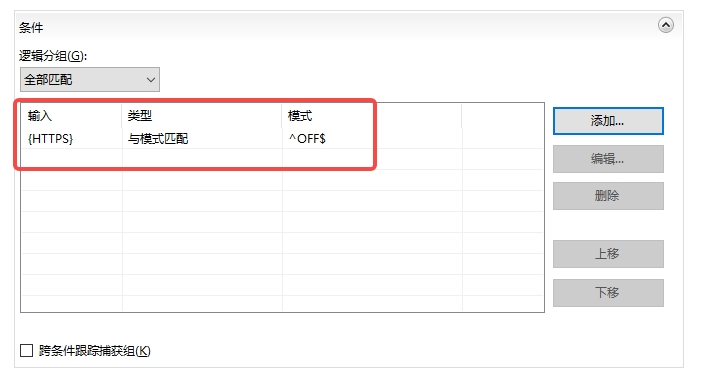 条件
逻辑分组(G):
全部匹配
输入 类型 模式
{HTTPS} 与模式匹配 ^OFF$
添加...
编辑...
删除
上移
下移
跨条件跟踪捕获组(K)